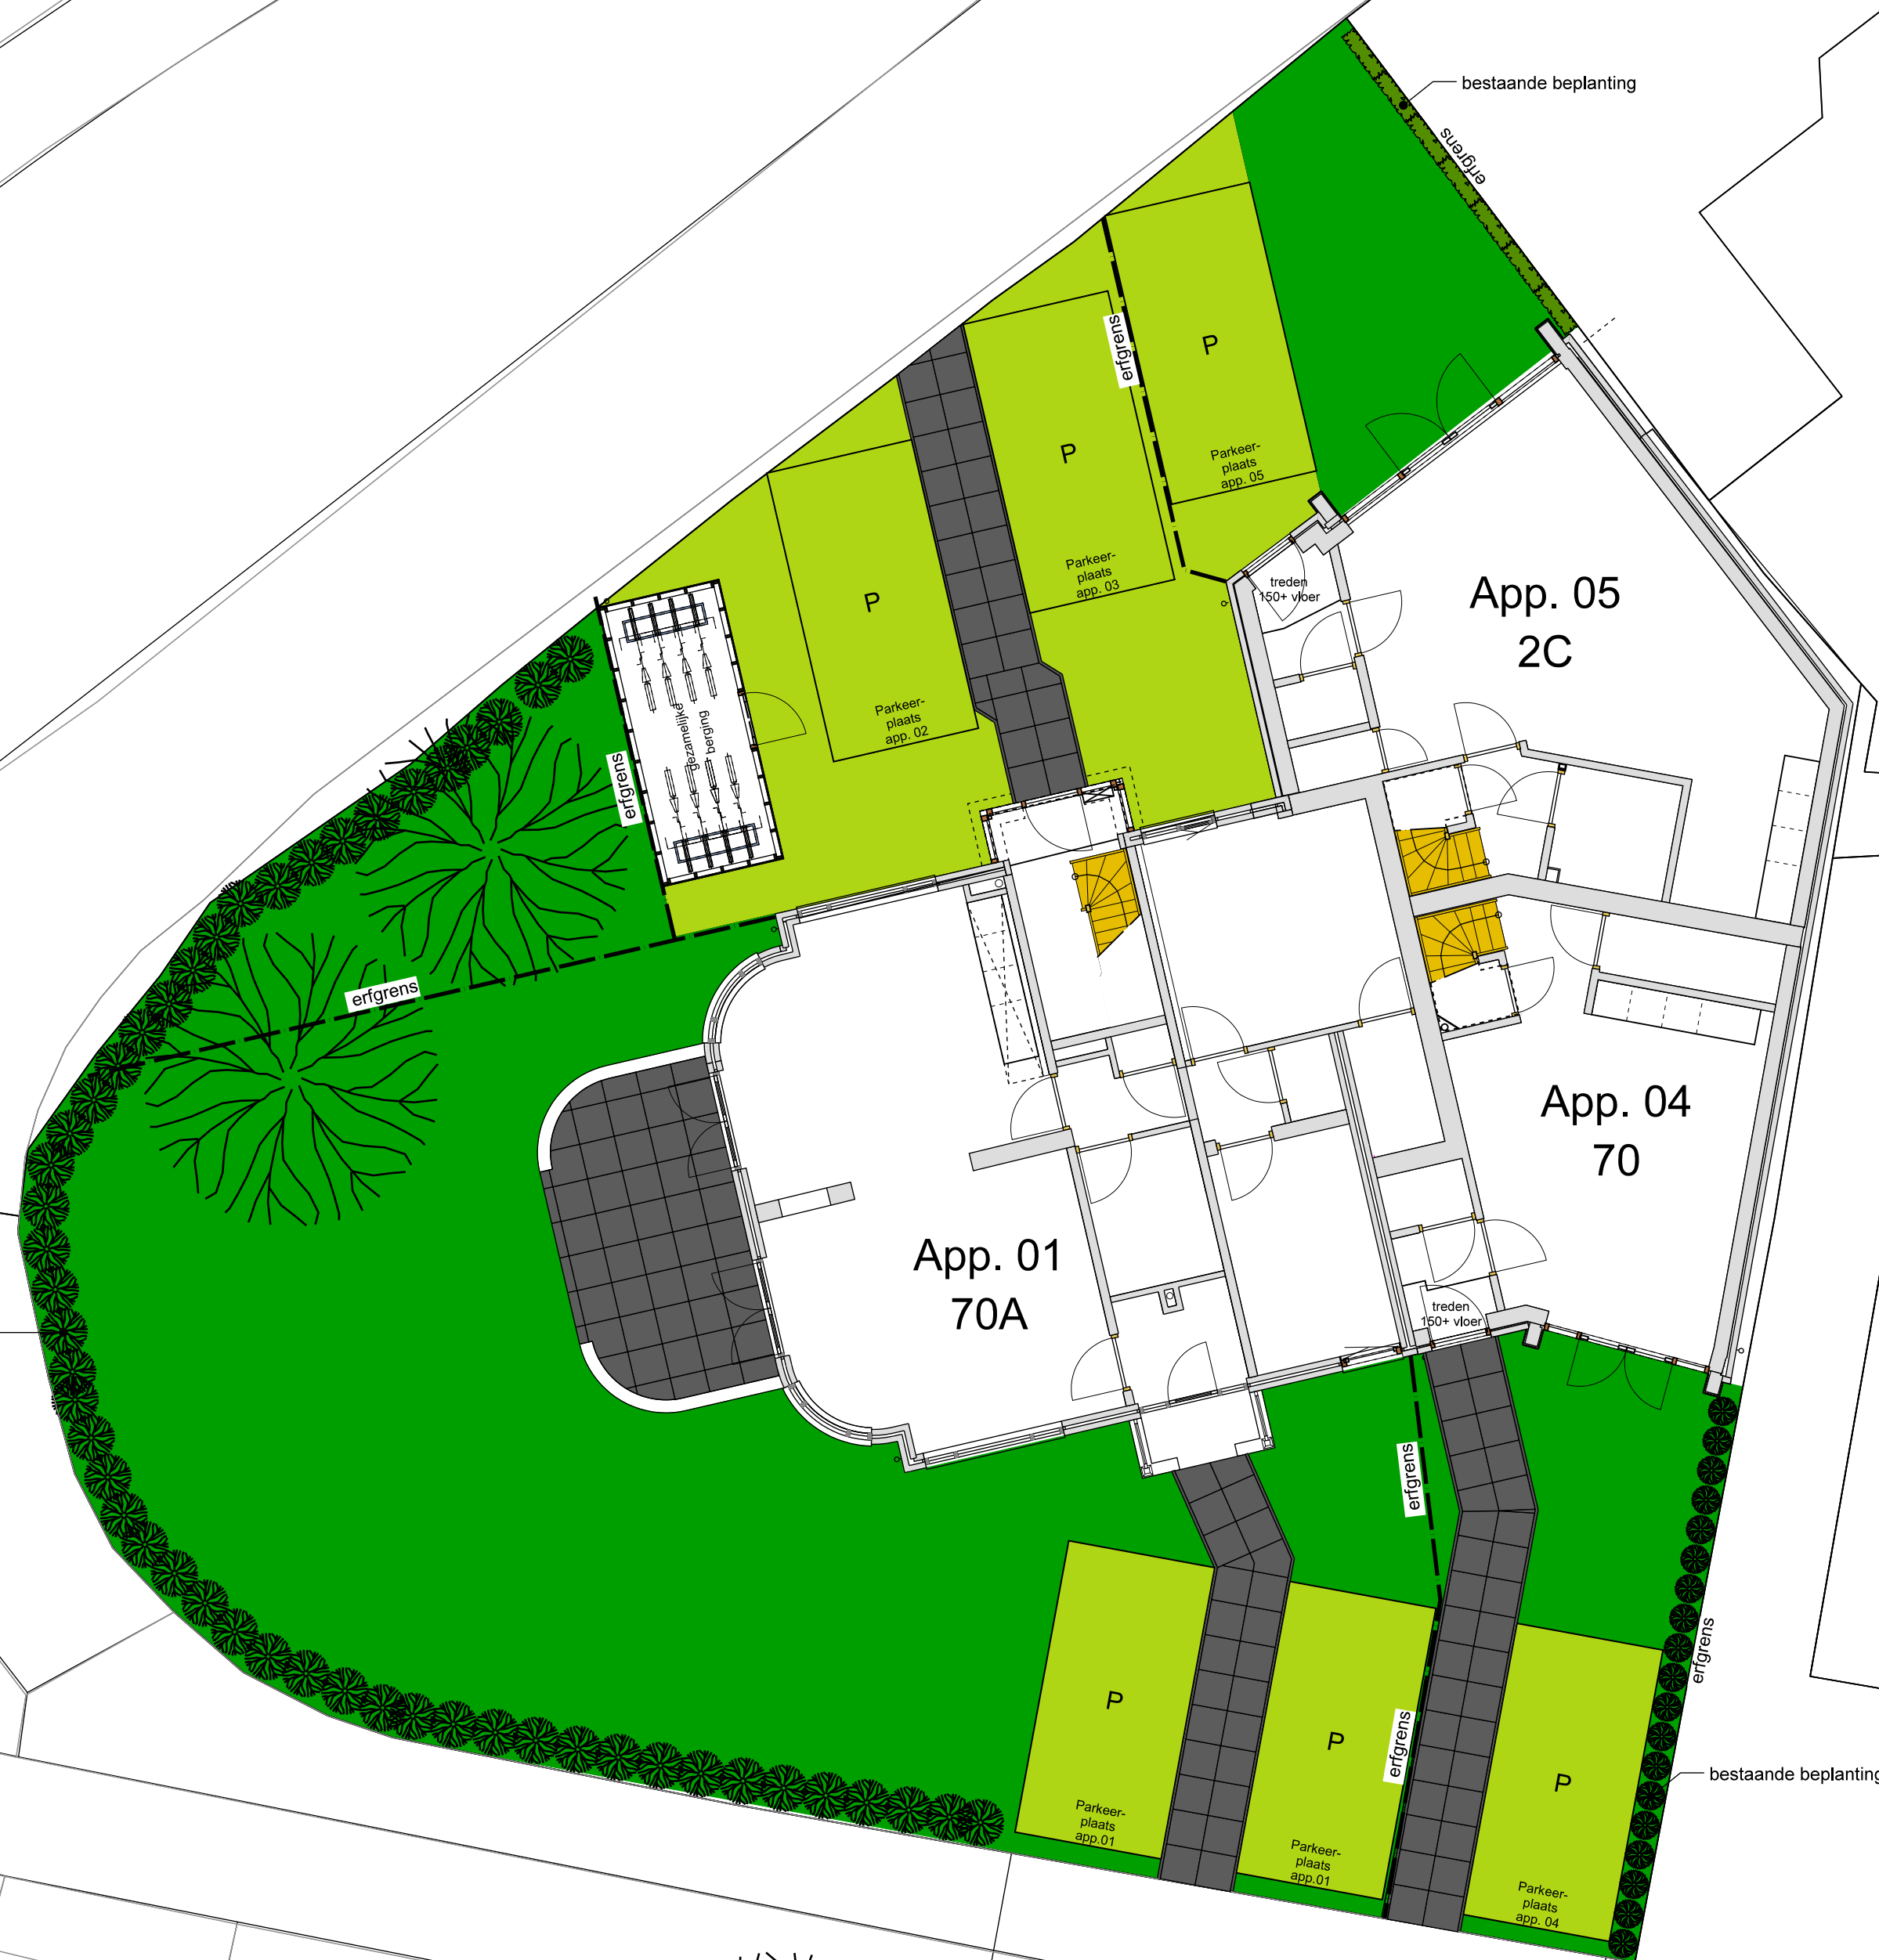 bestaande beplanting
erfgrens
P
erfgrens
P
Parkeer-
plaats
app. 05
P
Parkeer-
plaats
app. 03
treden
150+ vloer
App. 05
2C
P
Parkeer-
plaats
app. 02
gezamelijke
berging
erfgrens
erfgrens
App. 04
70
App. 01
70A
treden
150+ vloer
erfgrens
erfgrens
P
Parkeer-
plaats
app.01
P
Parkeer-
plaats
app.01
erfgrens
P
Parkeer-
plaats
app. 04
bestaande beplanting